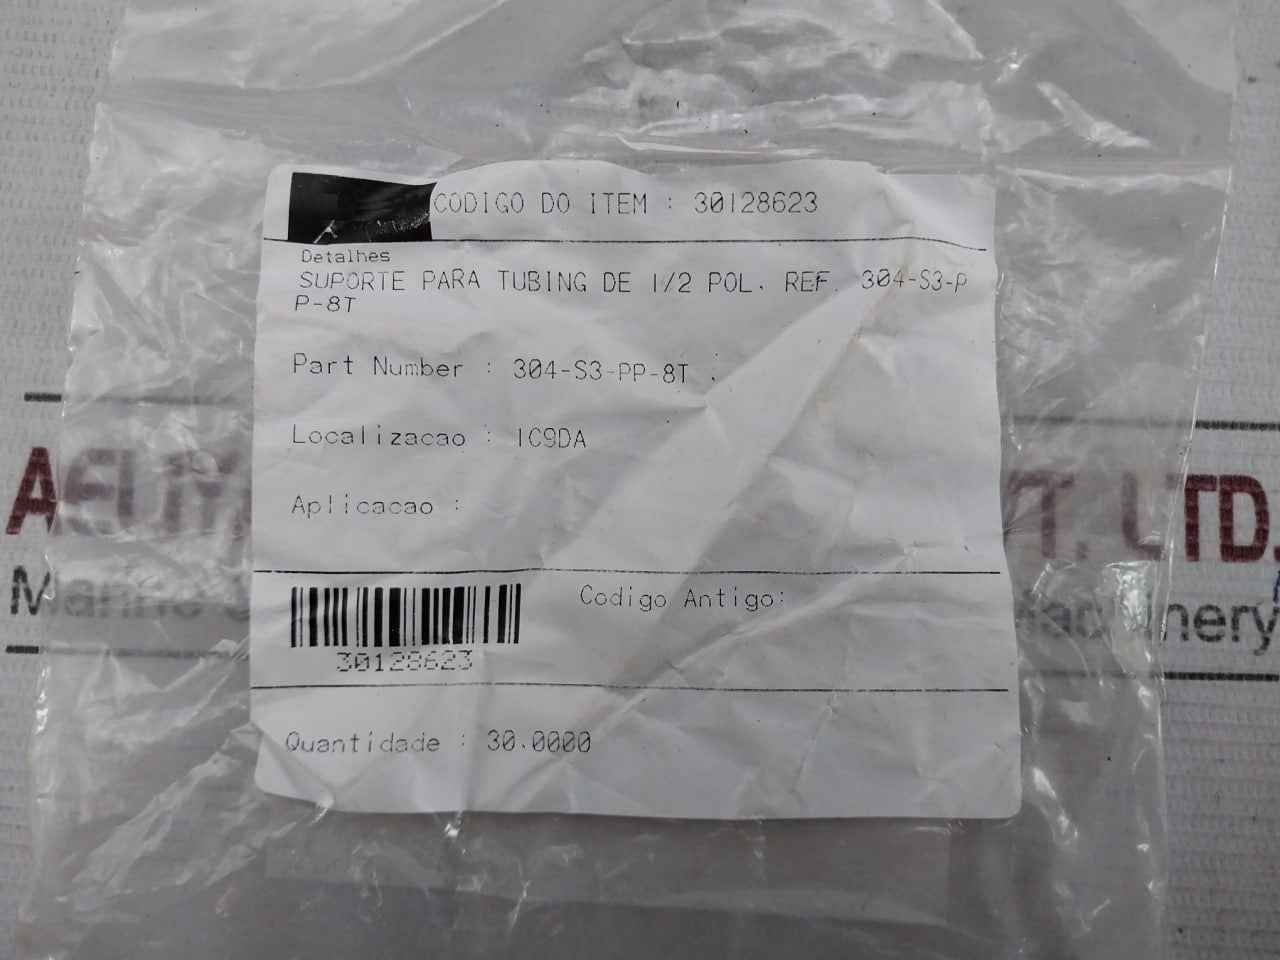 CODIGO DO ITEM : 30128623
Detalhes
SUPORTE PARA TUBING DE 1/2 POL. REF. 304-S3-P
P-8T
Part Number : 304-S3-PP-8T .
Localizacao : 1C9DA
Aplicacao :
Codigo Antigo:
30128623
Quantidade : 30.0000
LTD.